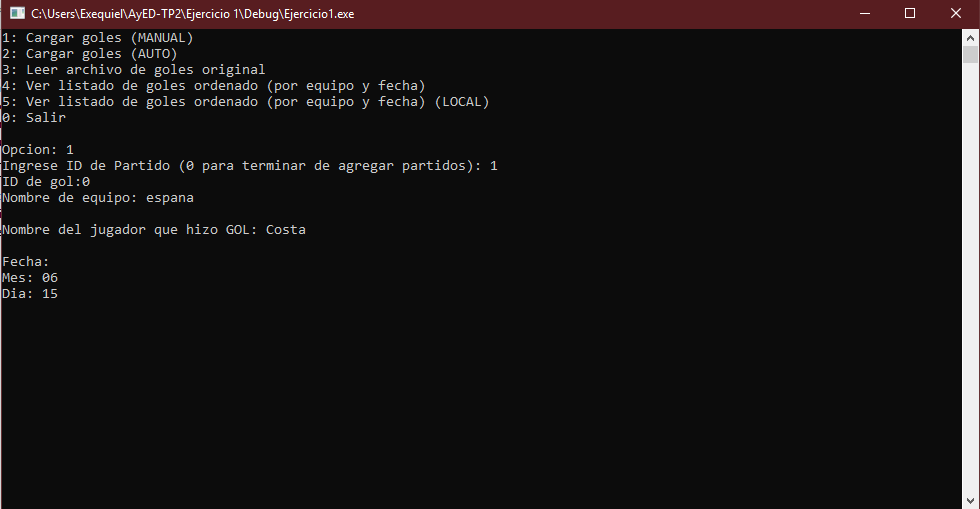 C:\Users\Exequiel\AyED-TP2\Ejercicio 1\Debug\Ejercicio1.exe
1: Cargar goles (MANUAL)
2: Cargar goles (AUTO)
3: Leer archivo de goles original
4: Ver listado de goles ordenado (por equipo y fecha)
5: Ver listado de goles ordenado (por equipo y fecha) (LOCAL)
0: Salir
Opcion: 1
Ingrese ID de Partido (0 para terminar de agregar partidos): 1
ID de gol:0
Nombre de equipo: espana
Nombre del jugador que hizo GOL: Costa
Fecha:
Mes: 06
Dia: 15